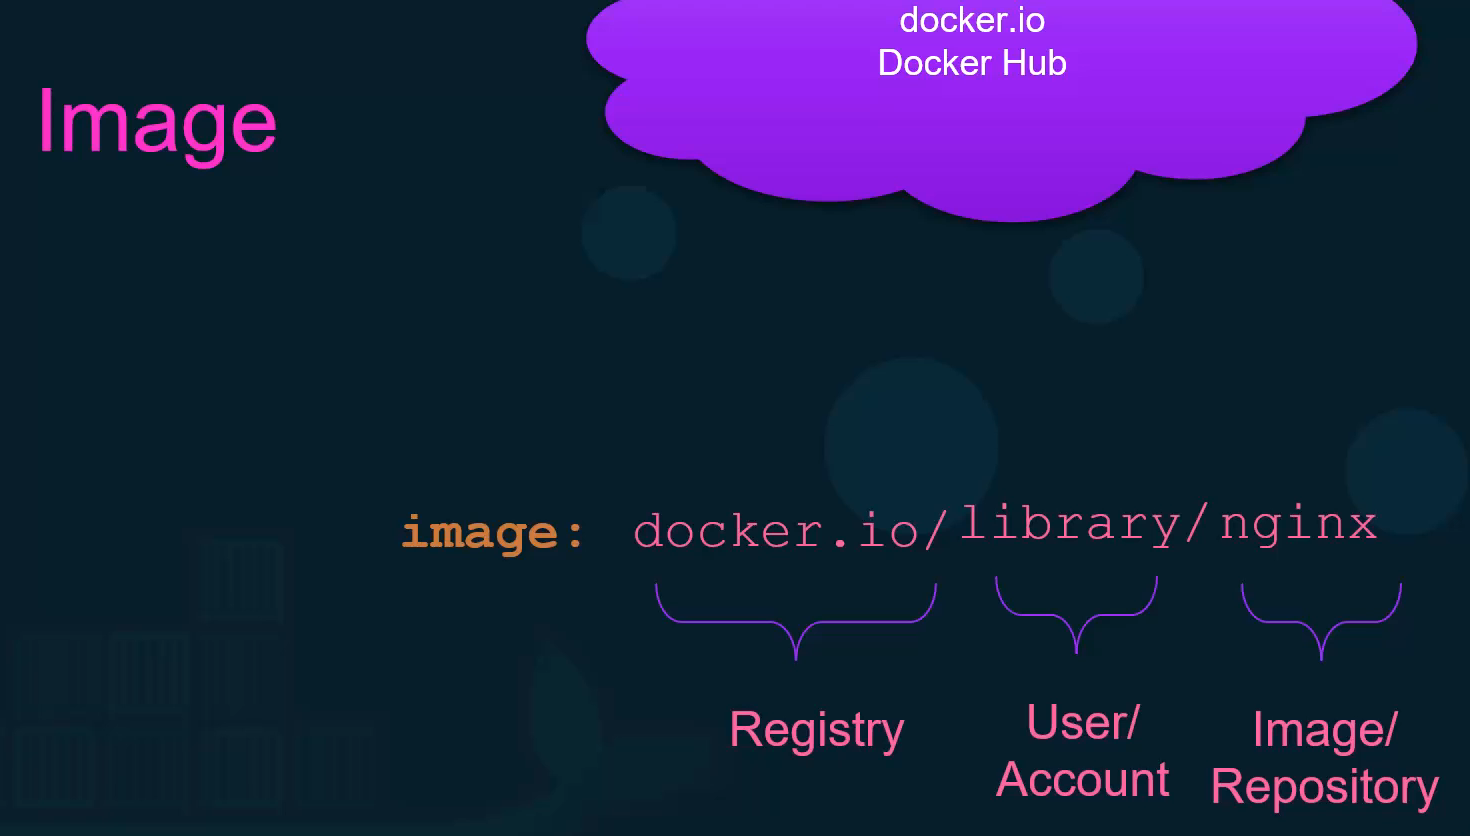 docker.io
Docker Hub
Image
image: docker.io/library/nginx
Registry
User/
Account
Image/
Repository